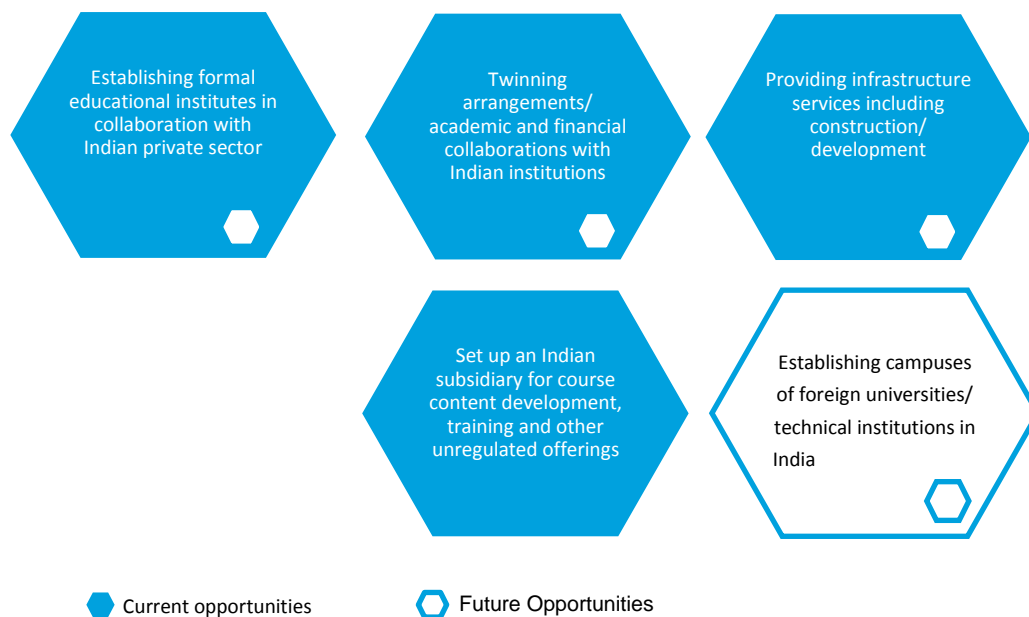 Establishing formal
educational institutes in
collaboration with
Indian private sector
Twinning
arrangements/
academic and financial
collaborations with
Indian institutions
Providing infrastructure
services including
construction/
development
Set up an Indian
subsidiary for course
content development,
training and other
unregulated offerings
Establishing campuses
of foreign universities/
technical institutions in
India
Current opportunities
Future Opportunities